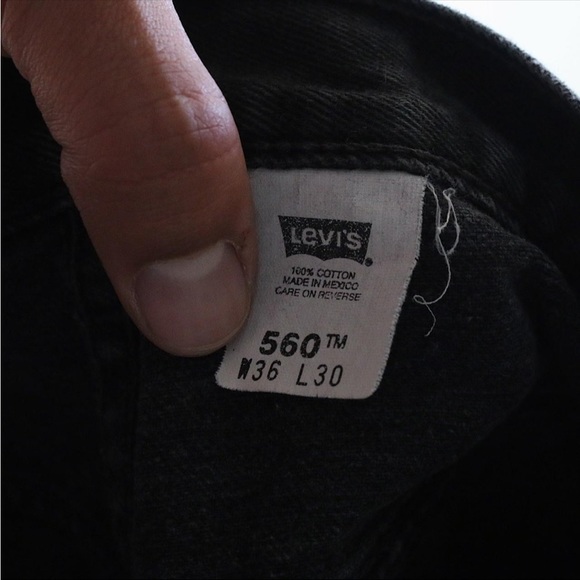 Levi's
100% COTTON
MADE IN MEXICO
CARE ON REVERSE
560™
W36 L30